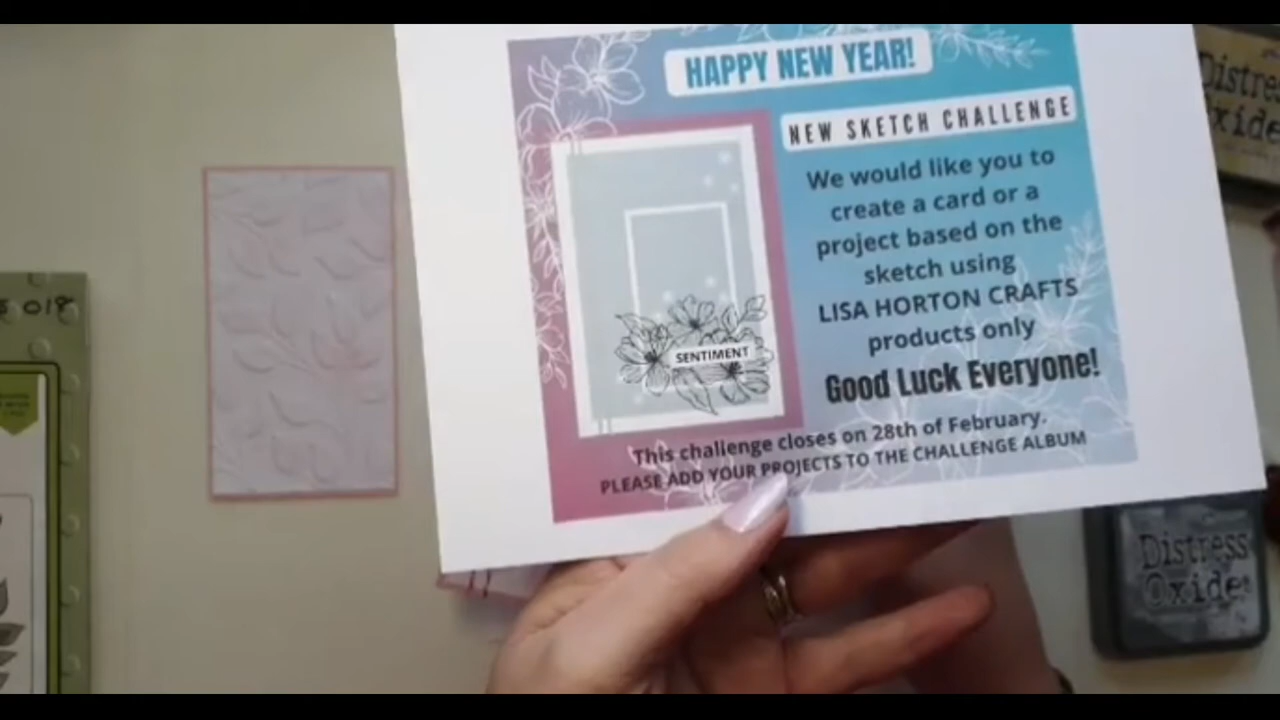 HAPPY NEW YEAR!
NEW SKETCH CHALLENGE
We would like you to
create a card or a
project based on the
sketch using
LISA HORTON CRAFTS
products only
Good Luck Everyone!
SENTIMENT
This challenge closes on 28th of February.
PLEASE ADD YOUR PROJECTS TO THE CHALLENGE ALBUM
Distress
Oxide
018